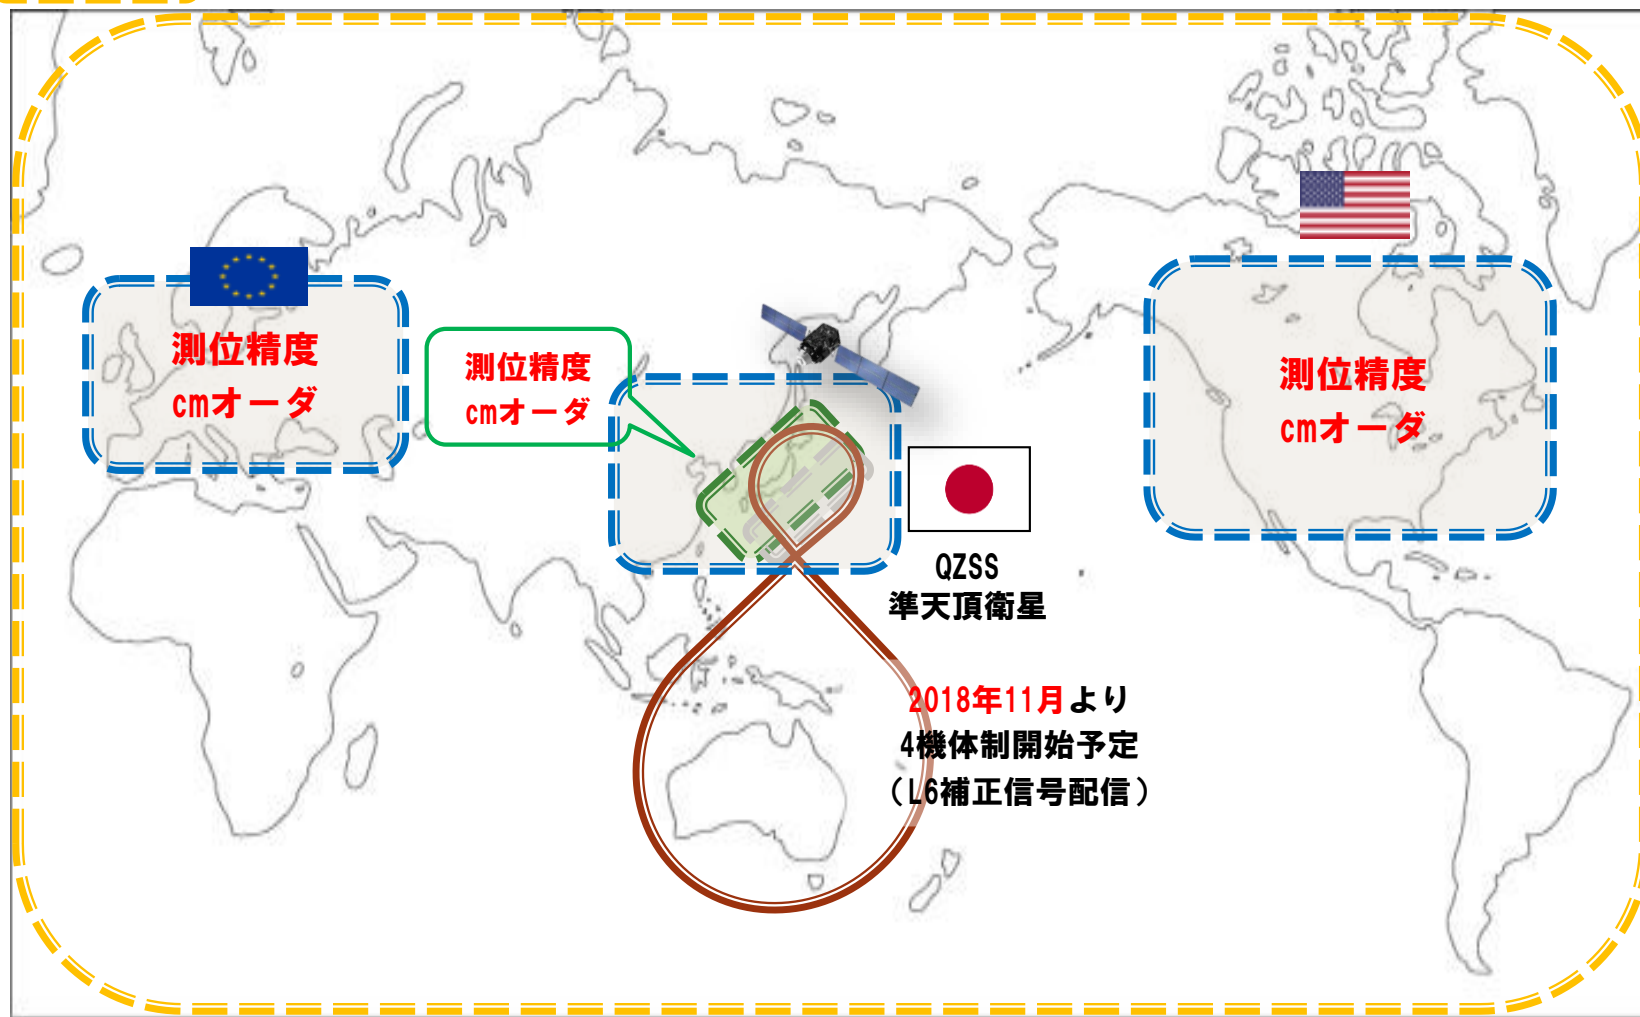 測位精度
cmオーダ
測位精度
cmオーダ
測位精度
cmオーダ
QZSS
準天頂衛星
2018年11月より
4機体制開始予定
（L6補正信号配信）